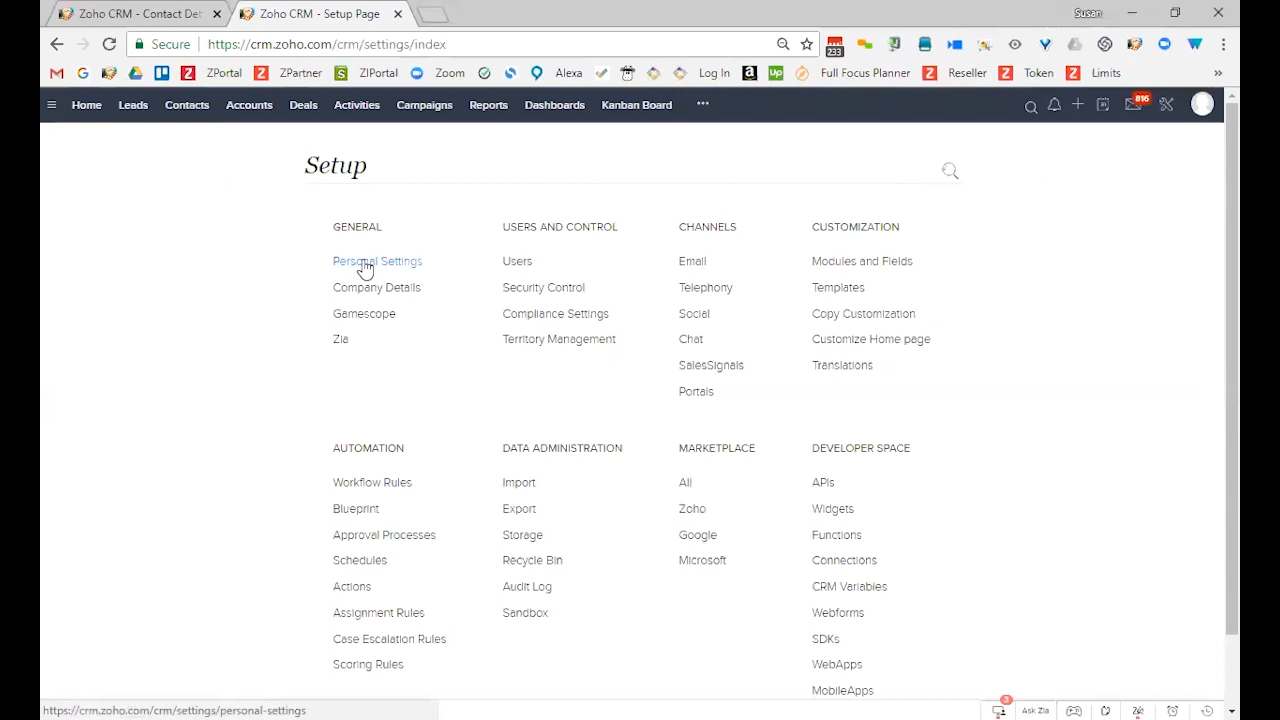 Zoho CRM - Contact Det
Zoho CRM - Setup Page
Susan
Secure
https://crm.zoho.com/crm/settings/index
233
ZPortal
ZPartner
ZIPortal
Zoom
Alexa
Log In
Full Focus Planner
Reseller
Token
Limits
»
Home
Leads
Contacts
Accounts
Deals
Activities
Campaigns
Reports
Dashboards
Kanban Board
816
Setup
GENERAL
Personal Settings
Company Details
Gamescope
Zia
USERS AND CONTROL
Users
Security Control
Compliance Settings
Territory Management
CHANNELS
Email
Telephony
Social
Chat
SalesSignals
Portals
CUSTOMIZATION
Modules and Fields
Templates
Copy Customization
Customize Home page
Translations
AUTOMATION
Workflow Rules
Blueprint
Approval Processes
Schedules
Actions
Assignment Rules
Case Escalation Rules
Scoring Rules
DATA ADMINISTRATION
Import
Export
Storage
Recycle Bin
Audit Log
Sandbox
MARKETPLACE
All
Zoho
Google
Microsoft
DEVELOPER SPACE
APIs
Widgets
Functions
Connections
CRM Variables
Webforms
SDKs
WebApps
MobileApps
https://crm.zoho.com/crm/settings/personal-settings
3
Ask Zia